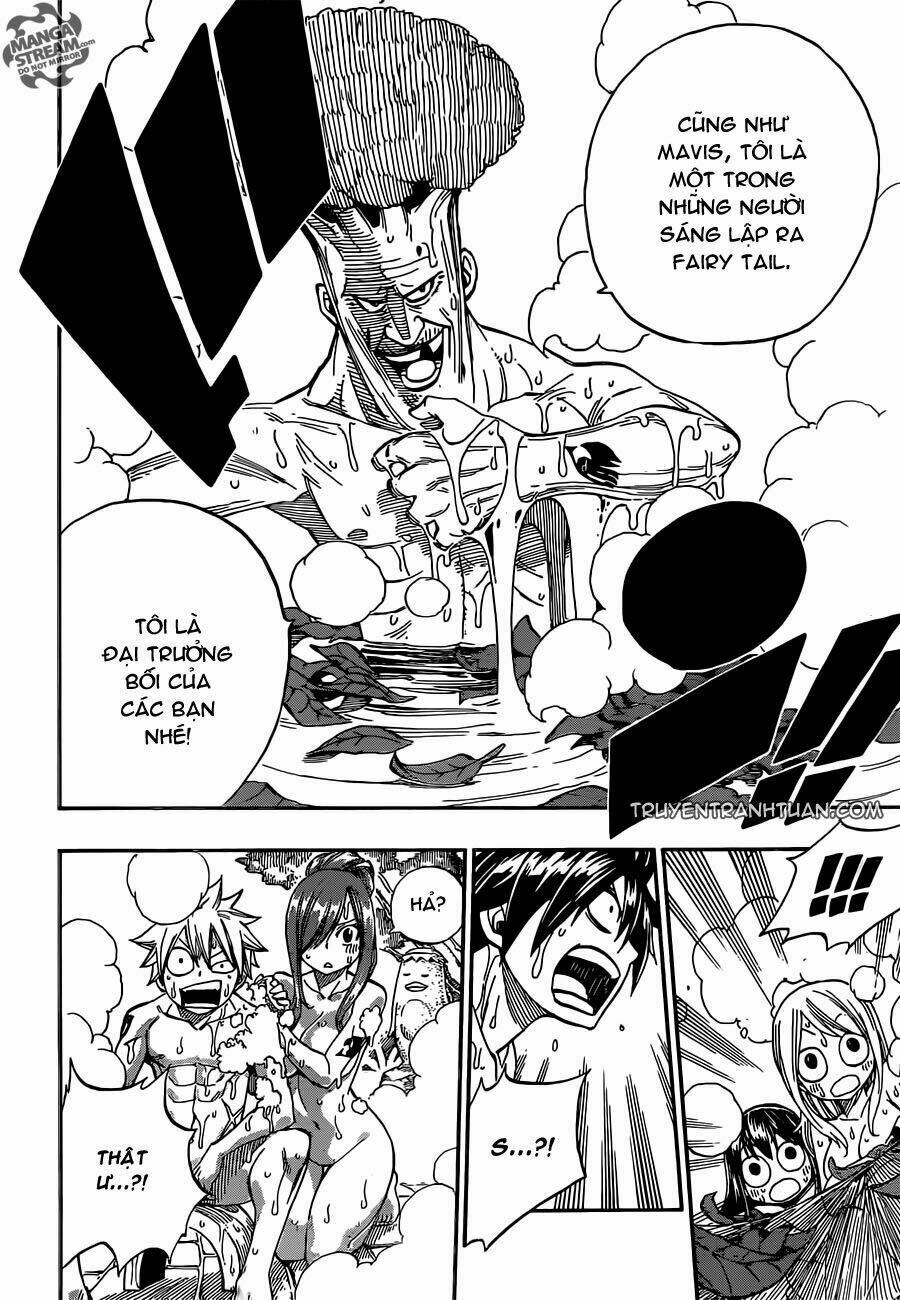 MANGA
STREAM.com
DO NOT MIRROR
CŨNG NHƯ
MAVIS, TÔI LÀ
MỘT TRONG
NHỮNG NGƯỜI
SÁNG LẬP RA
FAIRY TAIL.
TÔI LÀ
ĐẠI TRƯỞNG
BỐI CỦA
CÁC BẠN
NHÉ!
TRUYENTRANHTUAN.COM
!!!
HẢ?
S...?!
THẬT
Ư...?!